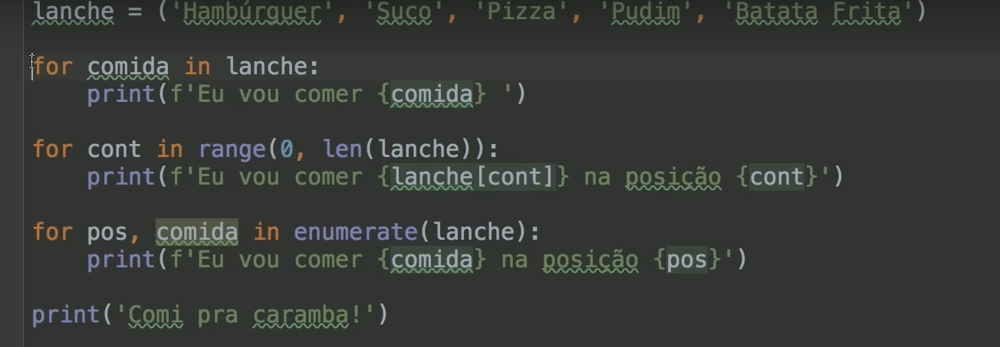 lanche = ('Hambúrguer', 'Suco', 'Pizza', 'Pudim', 'Batata Frita')
for comida in lanche:
    print(f'Eu vou comer {comida} ')
for cont in range(0, len(lanche)):
    print(f'Eu vou comer {lanche[cont]} na posição {cont}')
for pos, comida in enumerate(lanche):
    print(f'Eu vou comer {comida} na posição {pos}')
print('Comi pra caramba!')